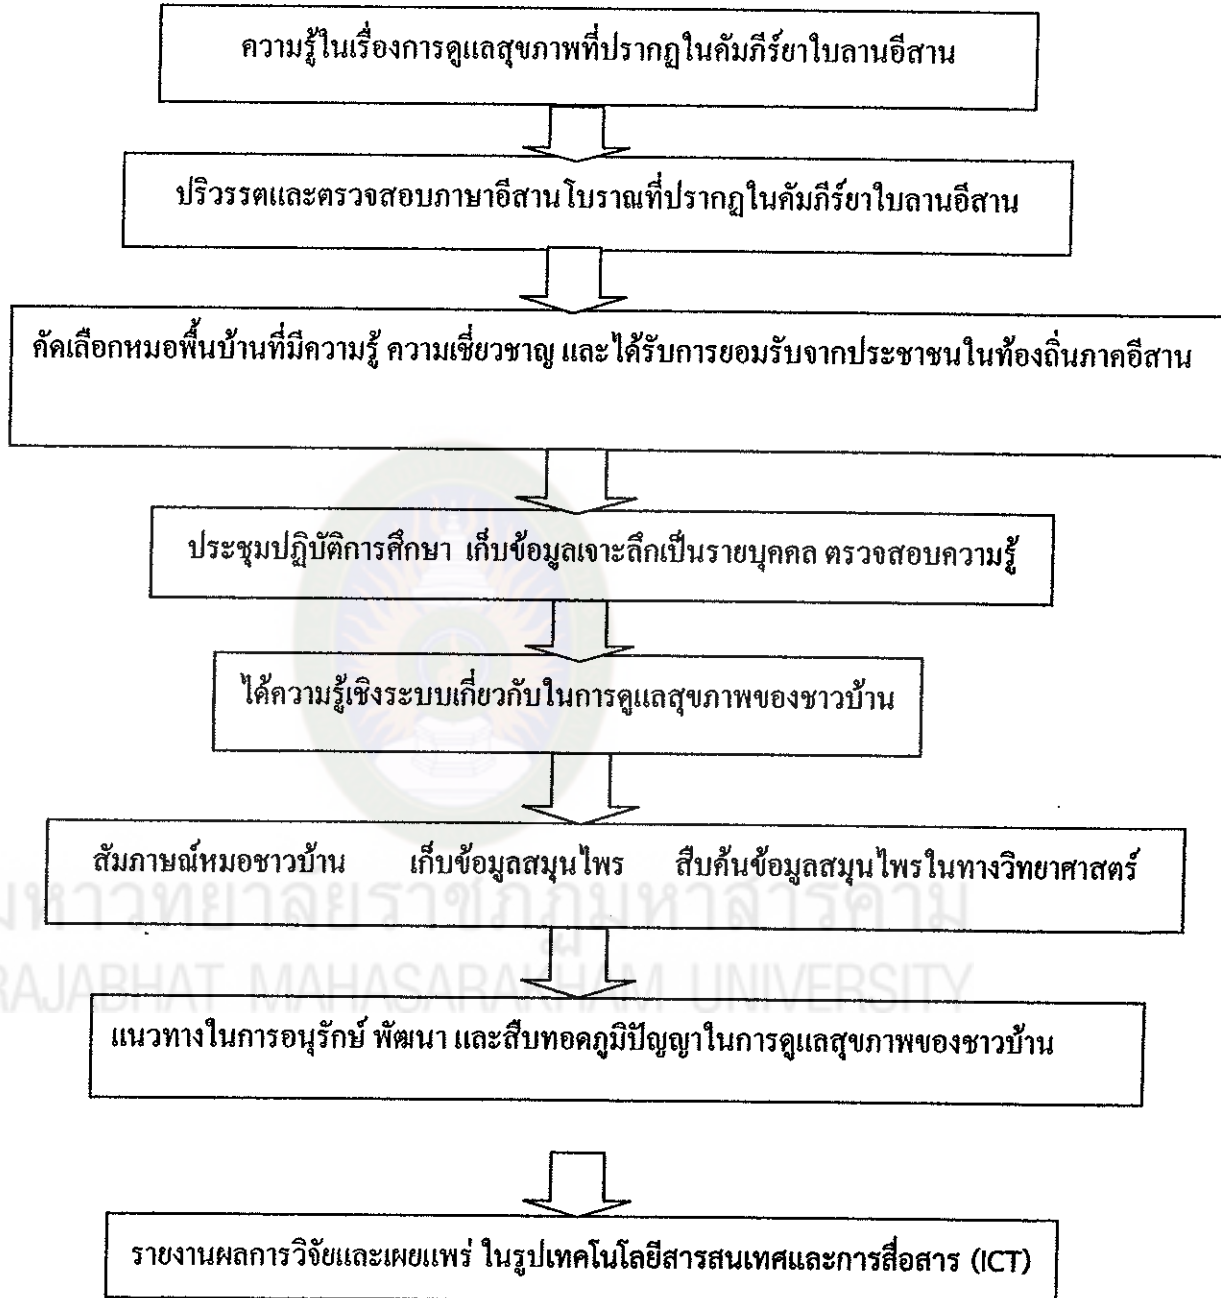 ความรู้ในเรื่องการดูแลสุขภาพที่ปรากฏในคัมภีร์ยาใบลานอีสาน
ปริวรรตและตรวจสอบภาษาอีสานโบราณที่ปรากฏในคัมภีร์ยาใบลานอีสาน
คัดเลือกหมอพื้นบ้านที่มีความรู้ ความเชี่ยวชาญ และได้รับการยอมรับจากประชาชนในท้องถิ่นภาคอีสาน
ประชุมปฏิบัติการศึกษา เก็บข้อมูลเจาะลึกเป็นรายบุคคล ตรวจสอบความรู้
ได้ความรู้เชิงระบบเกี่ยวกับในการดูแลสุขภาพของชาวบ้าน
สัมภาษณ์หมอชาวบ้าน เก็บข้อมูลสมุนไพร สืบค้นข้อมูลสมุนไพรในทางวิทยาศาสตร์
มหาวิทยาลัยราชภัฏมหาสารคาม
RAJABHAT MAHASARAKHAM UNIVERSITY
แนวทางในการอนุรักษ์ พัฒนา และสืบทอดภูมิปัญญาในการดูแลสุขภาพของชาวบ้าน
รายงานผลการวิจัยและเผยแพร่ ในรูปเทคโนโลยีสารสนเทศและการสื่อสาร (ICT)